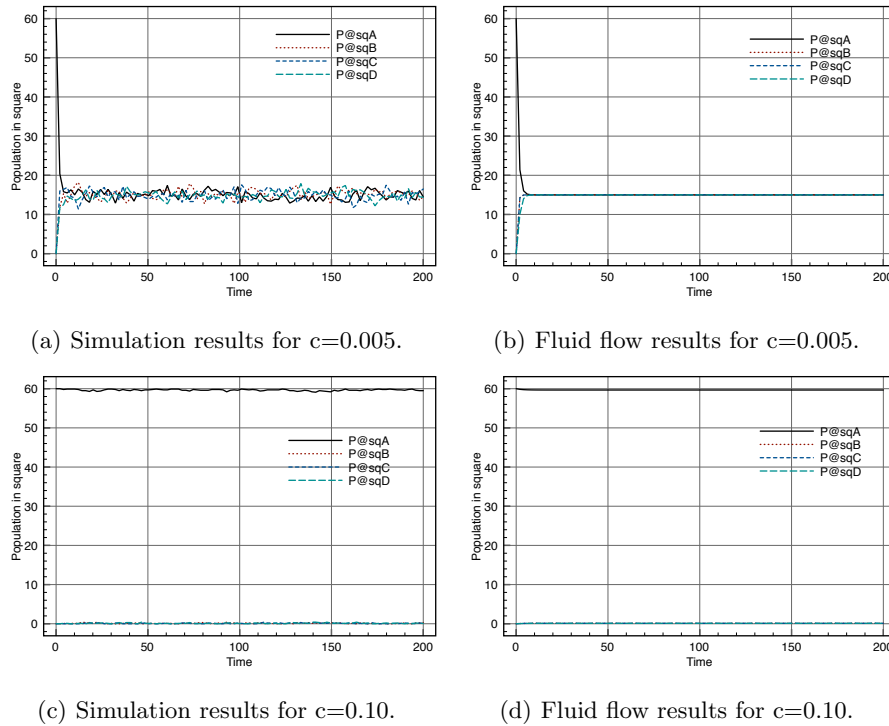 60
50
40
30
20
10
0
Population in square
P@sqA
P@sqB
P@sqC
P@sqD
0 50 100 150 200
Time
(a) Simulation results for c=0.005.
60
50
40
30
20
10
0
Population in square
P@sqA
P@sqB
P@sqC
P@sqD
0 50 100 150 200
Time
(b) Fluid flow results for c=0.005.
60
50
40
30
20
10
0
Population in square
P@sqA
P@sqB
P@sqC
P@sqD
0 50 100 150 200
Time
(c) Simulation results for c=0.10.
60
50
40
30
20
10
0
Population in square
P@sqA
P@sqB
P@sqC
P@sqD
0 50 100 150 200
Time
(d) Fluid flow results for c=0.10.